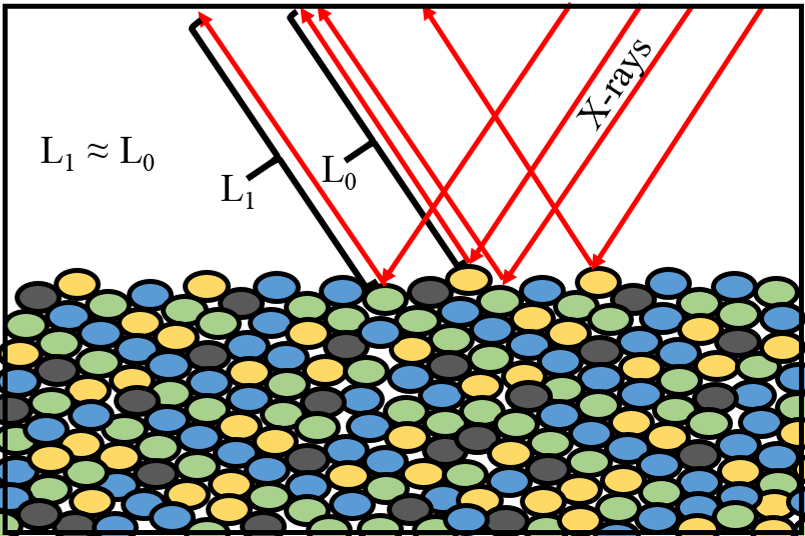 X-rays
L₁ ≈ L₀
L₁
L₀